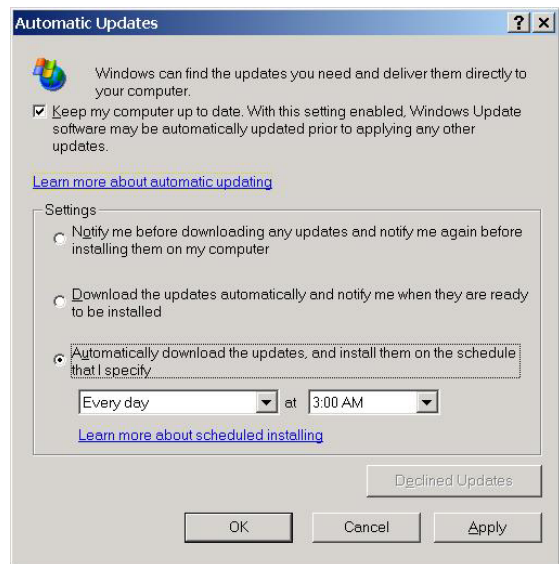 Automatic Updates
Windows can find the updates you need and deliver them directly to
your computer.
Keep my computer up to date. With this setting enabled, Windows Update
software may be automatically updated prior to applying any other
updates.
Learn more about automatic updating
Settings
Notify me before downloading any updates and notify me again before
installing them on my computer
Download the updates automatically and notify me when they are ready
to be installed
Automatically download the updates, and install them on the schedule
that I specify
Every day at 3:00 AM
Learn more about scheduled installing
Declined Updates
OK Cancel Apply